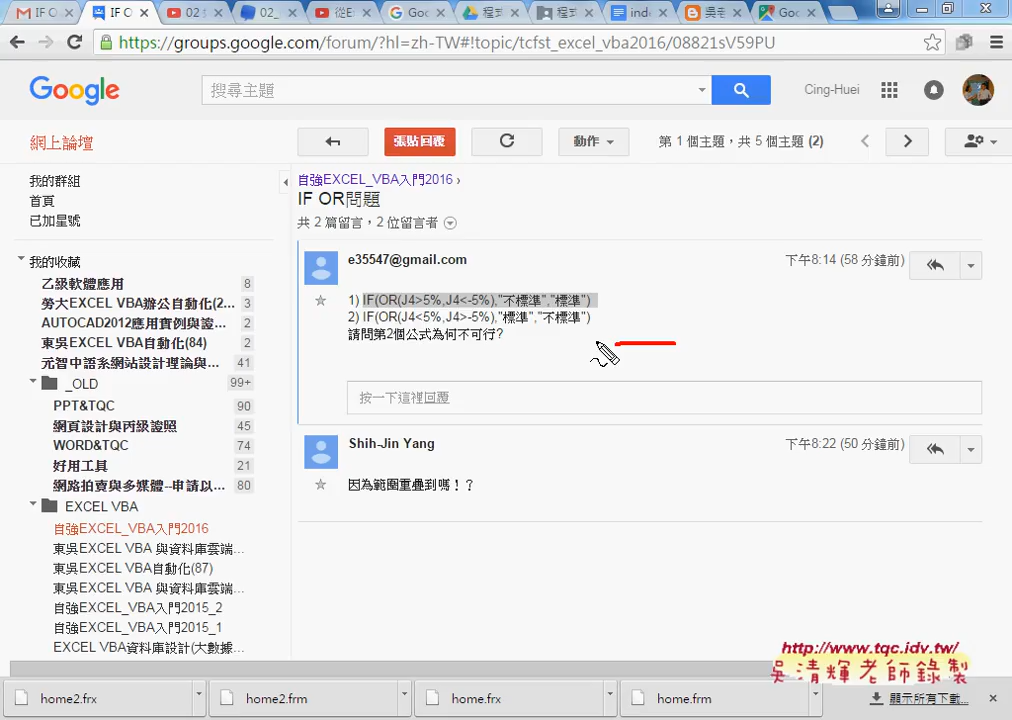 IF O
IF O
02
02_
從E
Goc
程式
程式
ind
吳老
Goc
https://groups.google.com/forum/?hl=zh-TW#!topic/tcfst_excel_vba2016/08821sV59PU
Google
搜尋主題
Cing-Huei
網上論壇
張貼回覆
動作
第 1 個主題，共 5 個主題 (2)
我的群組
首頁
已加星號
我的收藏
乙級軟體應用 8
勞大EXCEL VBA辦公自動化(2... 3
AUTOCAD2012應用實例與證... 2
東吳EXCEL VBA自動化(84) 2
元智中語系網站設計理論與... 41
_OLD 99+
PPT&TQC 90
網頁設計與丙級證照 45
WORD&TQC 74
好用工具 21
網路拍賣與多媒體--申請以... 80
EXCEL VBA
自強EXCEL_VBA入門2016
東吳EXCEL VBA 與資料庫雲端...
東吳EXCEL VBA自動化(87)
東吳EXCEL VBA 與資料庫雲端...
自強EXCEL_VBA入門2015_2
自強EXCEL_VBA入門2015_1
EXCEL VBA資料庫設計(大數據...
自強EXCEL_VBA入門2016 ›
IF OR問題
共 2 篇留言，2 位留言者
e35547@gmail.com
下午8:14 (58 分鐘前)
1) IF(OR(J4>5%,J4<-5%),"不標準","標準")
2) IF(OR(J4<5%,J4>-5%),"標準","不標準")
請問第2個公式為何不可行?
按一下這裡回覆
Shih-Jin Yang
下午8:22 (50 分鐘前)
因為範圍重疊到嗎！？
http://www.tqc.idv.tw/
吳清輝老師錄製
home2.frx
home2.frm
home.frx
home.frm
顯示所有下載...